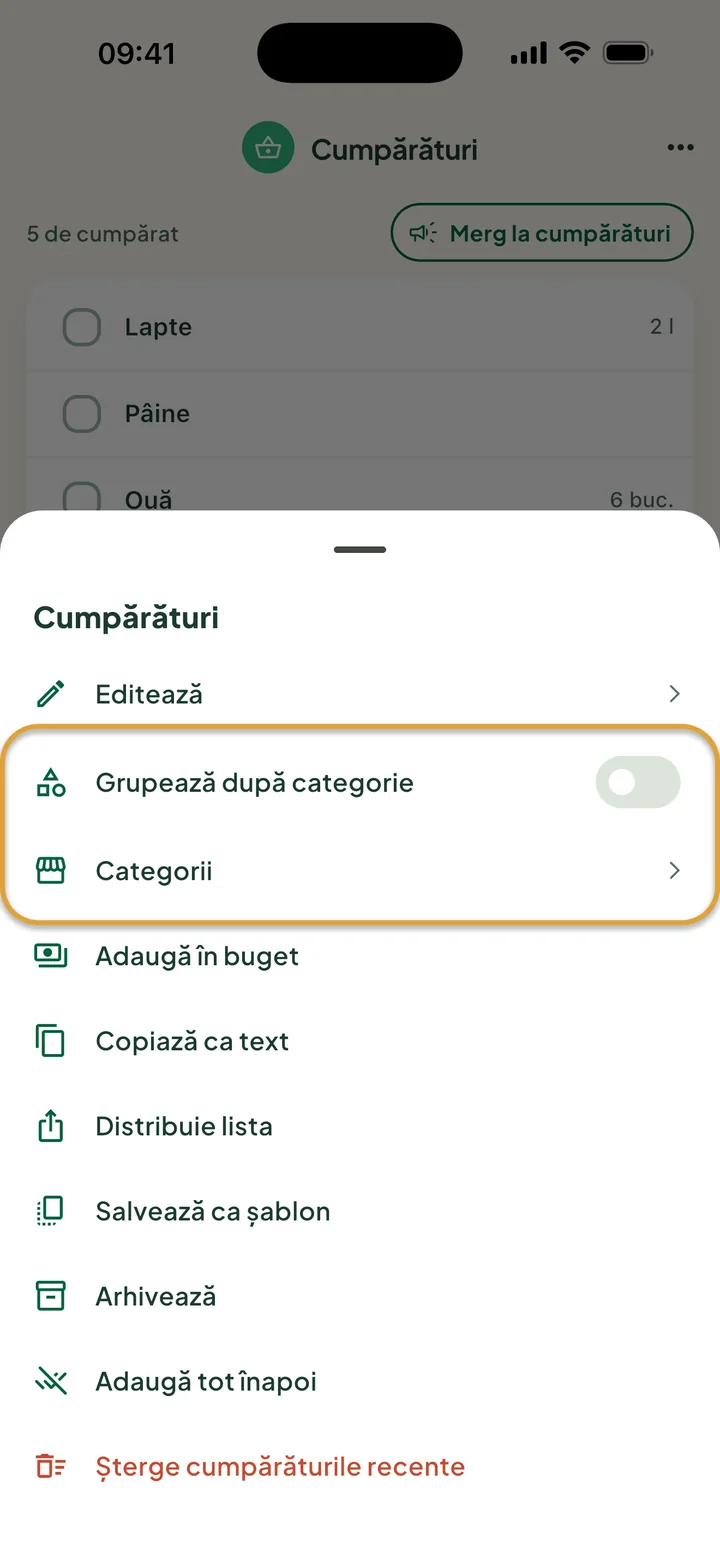 09:41
Cumpărături
5 de cumpărat
Merg la cumpărături
Lapte 2 l
Pâine
Ouă 6 buc.
Cumpărături
Editează
Grupează după categorie
Categorii
Adaugă în buget
Copiază ca text
Distribuie lista
Salvează ca șablon
Arhivează
Adaugă tot înapoi
Șterge cumpărăturile recente